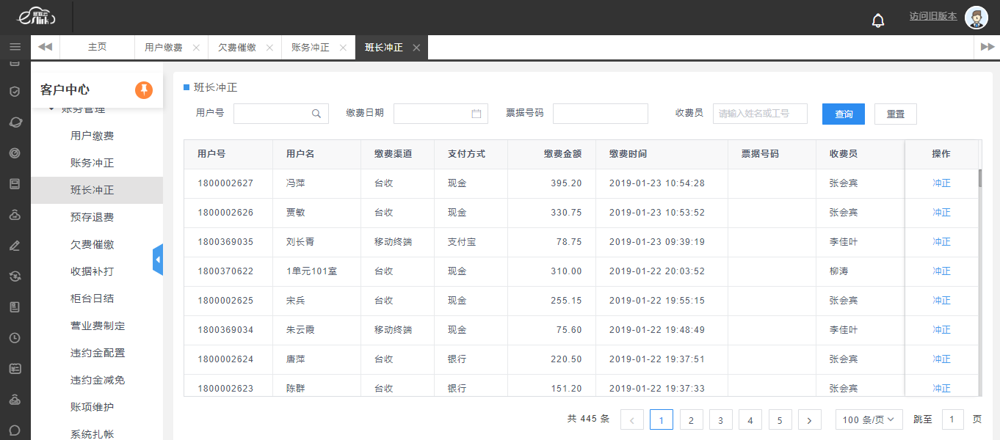 访问旧版本
主页 用户缴费 欠费催缴 账务冲正 班长冲正
客户中心
账务管理
用户缴费
账务冲正
班长冲正
预存退费
欠费催缴
收据补打
柜台日结
营业费制定
违约金配置
违约金减免
账项维护
系统扎帐
班长冲正
用户号 缴费日期 票据号码 收费员 请输入姓名或工号 查询 重置
用户号 用户名 缴费渠道 支付方式 缴费金额 缴费时间 票据号码 收费员 操作
1800002627 冯萍 台收 现金 395.20 2019-01-23 10:54:28 张会宾 冲正
1800002626 贾敏 台收 现金 330.75 2019-01-23 10:53:52 张会宾 冲正
1800369035 刘长青 移动终端 支付宝 78.75 2019-01-23 09:39:19 李佳叶 冲正
1800370622 1单元101室 台收 现金 310.00 2019-01-22 20:03:52 柳涛 冲正
1800002625 宋兵 台收 现金 255.15 2019-01-22 19:55:15 张会宾 冲正
1800369034 朱云霞 移动终端 现金 75.60 2019-01-22 19:48:49 李佳叶 冲正
1800002624 唐萍 台收 银行 220.50 2019-01-22 19:37:51 张会宾 冲正
1800002623 陈群 台收 银行 151.20 2019-01-22 19:37:33 张会宾 冲正
共 445 条 1 2 3 4 5 100 条/页 跳至 1 页